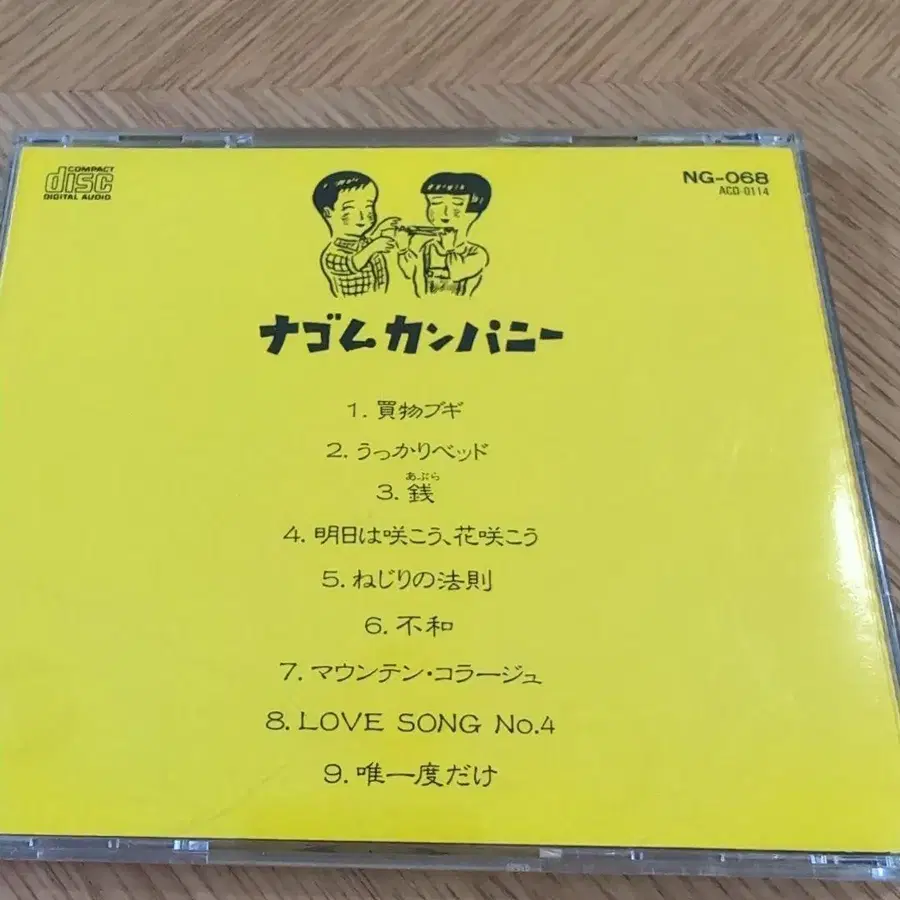 COMPACT
disc
DIGITAL AUDIO
NG-068
ACD-0114
ナゴムカンパニー
1. 買物ブギ
2. うっかりベッド
あぶら
3. 銭
4. 明日は咲こう、花咲こう
5. ねじりの法則
6. 不和
7. マウンテン・コラージュ
8. LOVE SONG No.4
9. 唯一度だけ